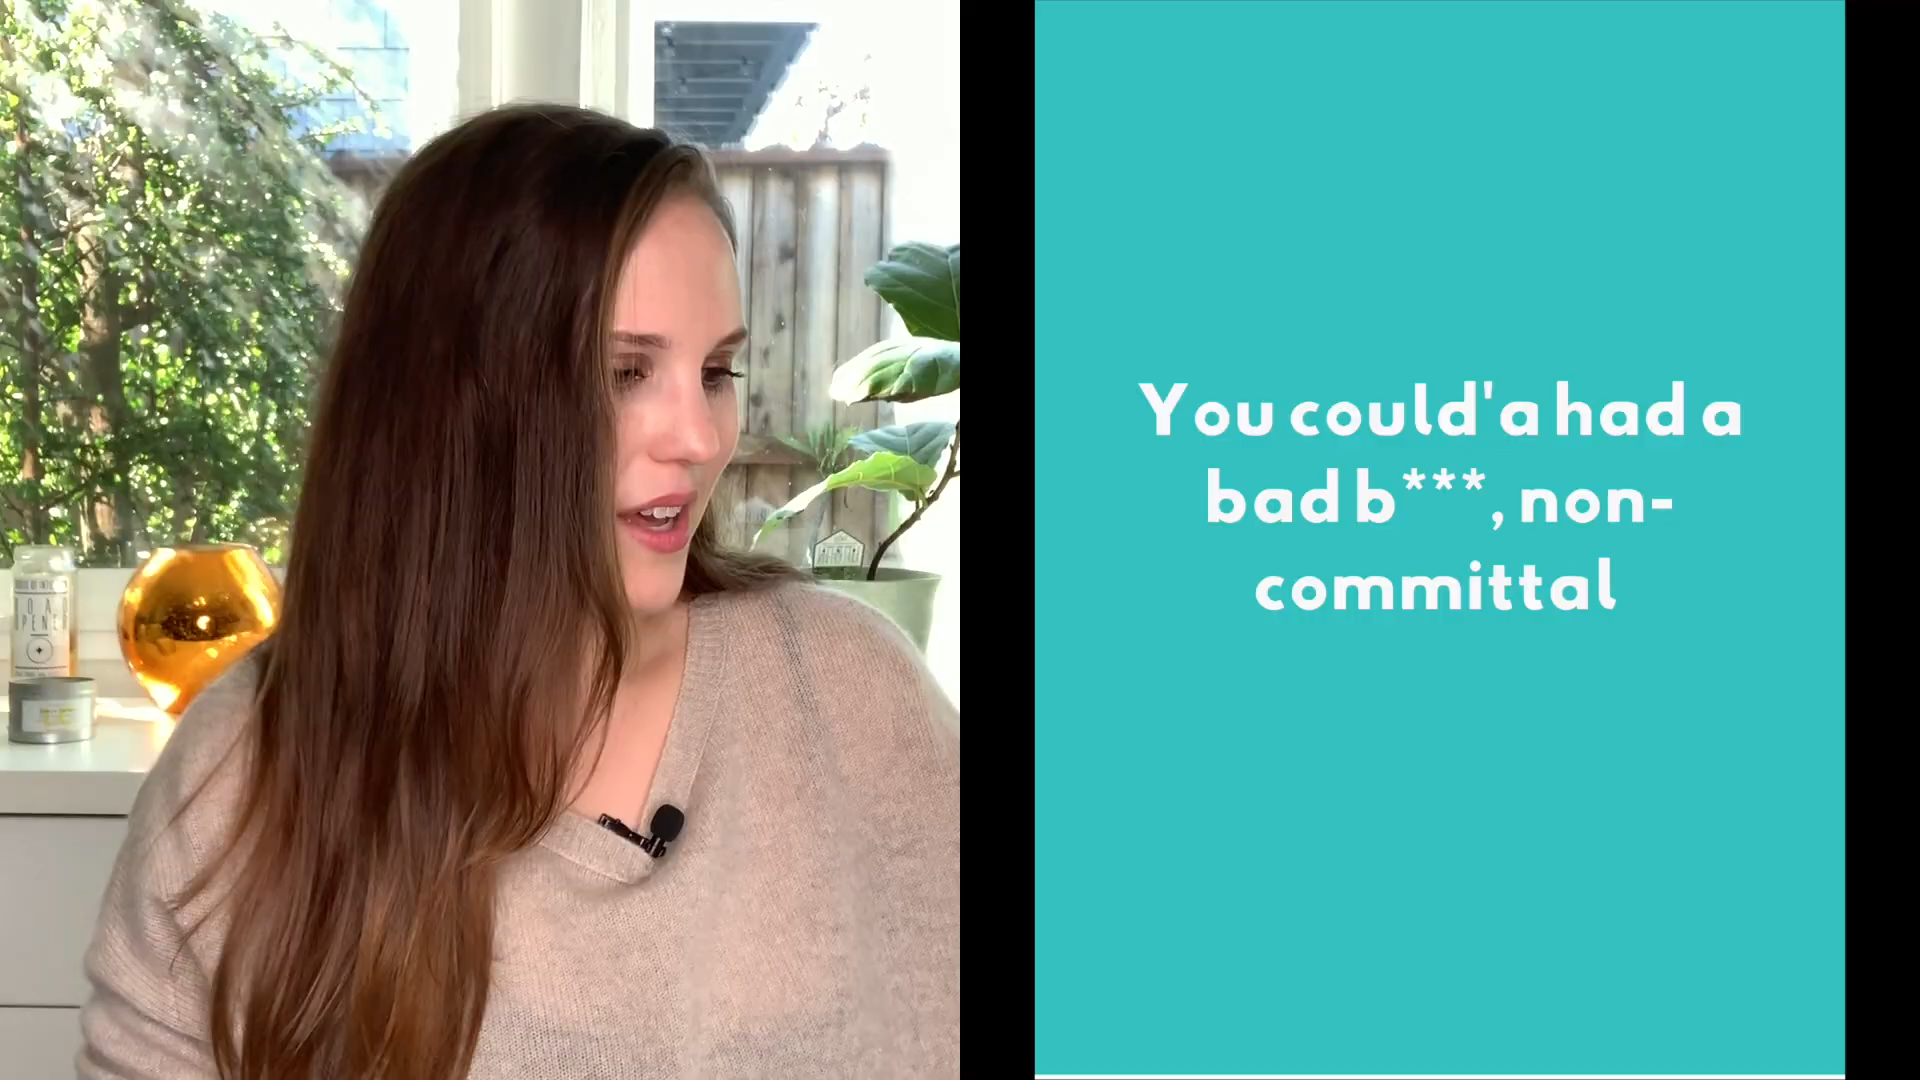 You could'a had a
bad b***, non-
committal